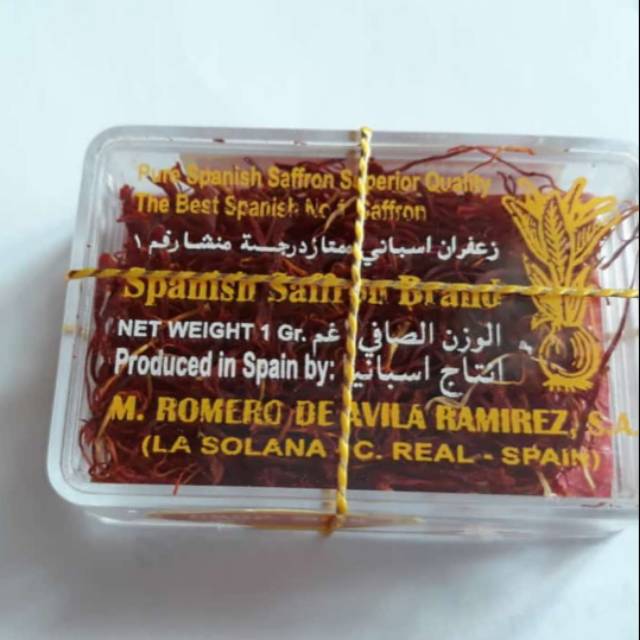 Pure Spanish Saffron Superior Quality
The Best Spanish No 1 Saffron
زعفران اسباني ممتاز درجة منشا رقم ١
Spanish Saffron Brand
NET WEIGHT 1 Gr. الوزن الصافي غم
Produced in Spain by: انتاج اسبانيا
M. ROMERO DE AVILA RAMIREZ, S.A.
(LA SOLANA - C. REAL - SPAIN)